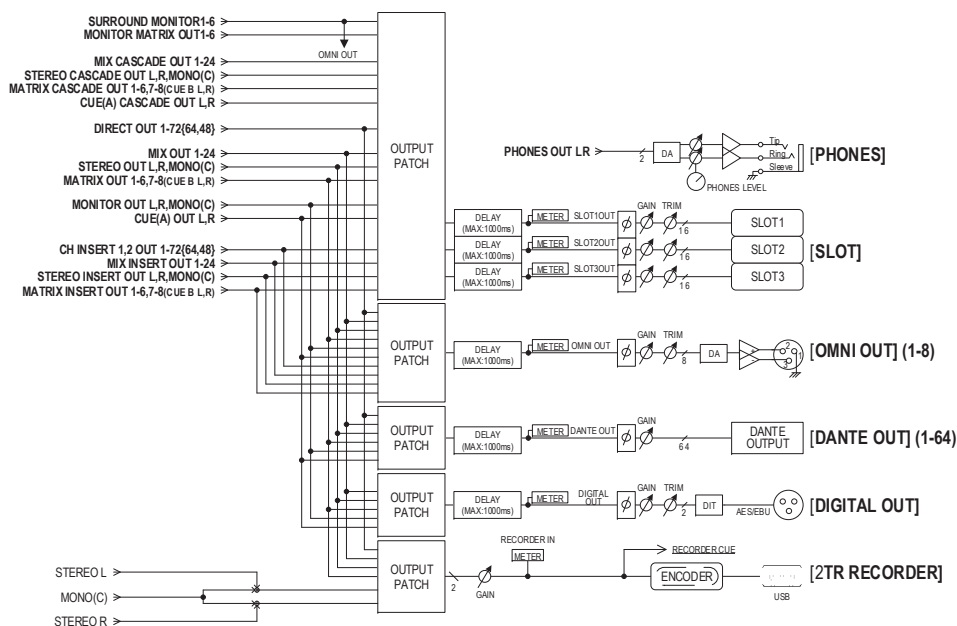 SURROUND MONITOR1-6
MONITOR MATRIX OUT1-6
OMNI OUT
MIX CASCADE OUT 1-24
STEREO CASCADE OUT L,R,MONO(C)
MATRIX CASCADE OUT 1-6,7-8(CUE B L,R)
CUE(A) CASCADE OUT L,R
DIRECT OUT 1-72{64,48}
MIX OUT 1-24
STEREO OUT L,R,MONO(C)
MATRIX OUT 1-6,7-8(CUE B L,R)
MONITOR OUT L,R,MONO(C)
CUE(A) OUT L,R
CH INSERT 1,2 OUT 1-72{64,48}
MIX INSERT OUT 1-24
STEREO INSERT OUT L,R,MONO(C)
MATRIX INSERT OUT 1-6,7-8(CUE B L,R)
OUTPUT
PATCH
PHONES OUT LR
2
DA
PHONES LEVEL
Tip
Ring
Sleeve
[PHONES]
GAIN TRIM
DELAY
(MAX:1000ms)
METER
SLOT1OUT
ϕ
16
SLOT1
DELAY
(MAX:1000ms)
METER
SLOT2OUT
ϕ
16
SLOT2
[SLOT]
DELAY
(MAX:1000ms)
METER
SLOT3OUT
ϕ
16
SLOT3
OUTPUT
PATCH
DELAY
(MAX:1000ms)
METER
OMNI OUT
ϕ
GAIN TRIM
8
DA
+
-
2
1
3
[OMNI OUT] (1-8)
OUTPUT
PATCH
DELAY
(MAX:1000ms)
METER
DANTE OUT
ϕ
GAIN
64
DANTE
OUTPUT
[DANTE OUT] (1-64)
OUTPUT
PATCH
DELAY
(MAX:1000ms)
METER
DIGITAL
OUT
ϕ
GAIN TRIM
2
DIT
AES/EBU
[DIGITAL OUT]
STEREO L
MONO(C)
STEREO R
OUTPUT
PATCH
2
GAIN
RECORDER IN
METER
RECORDER CUE
ENCODER
USB
[2TR RECORDER]